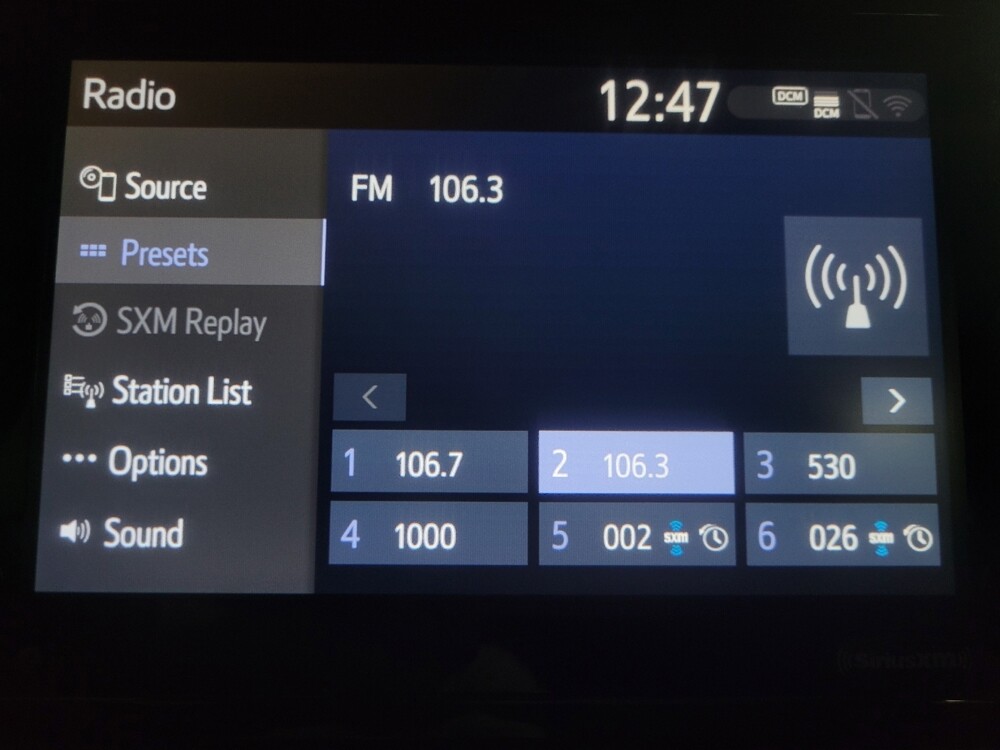 Radio
12:47
DCM
DCM
Source
Presets
SXM Replay
Station List
Options
Sound
FM 106.3
1 106.7
2 106.3
3 530
4 1000
5 002 sxm
6 026 sxm
SiriusXM